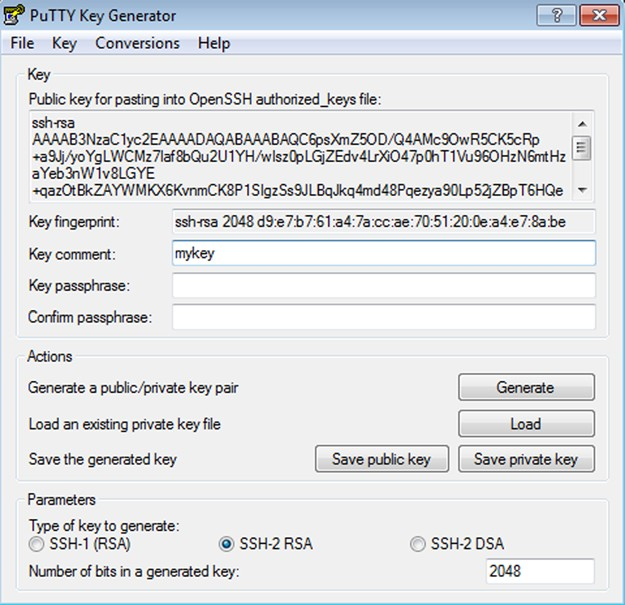 PuTTY Key Generator
File Key Conversions Help
Key
Public key for pasting into OpenSSH authorized_keys file:
ssh-rsa
AAAAB3NzaC1yc2EAAAADAQABAAABAQC6psXmZ5OD/Q4AMc9OwR5CK5cRp
+a9Jj/yoYgLWCMz7laf8bQu2U1YH/wIsz0pLGjZEdv4LrXiO47p0hT1Vu96OHzN6mtHz
aYeb3nW1v8LGYE
+qazOtBkZAYWMKX6KvnmCK8P1SIgzSs9JLBqJkq4md48Pqezya90Lp52jZBpT6HQe
Key fingerprint:
ssh-rsa 2048 d9:e7:b7:61:a4:7a:cc:ae:70:51:20:0e:a4:e7:8a:be
Key comment:
mykey
Key passphrase:
Confirm passphrase:
Actions
Generate a public/private key pair
Generate
Load an existing private key file
Load
Save the generated key
Save public key
Save private key
Parameters
Type of key to generate:
SSH-1 (RSA) SSH-2 RSA SSH-2 DSA
Number of bits in a generated key:
2048